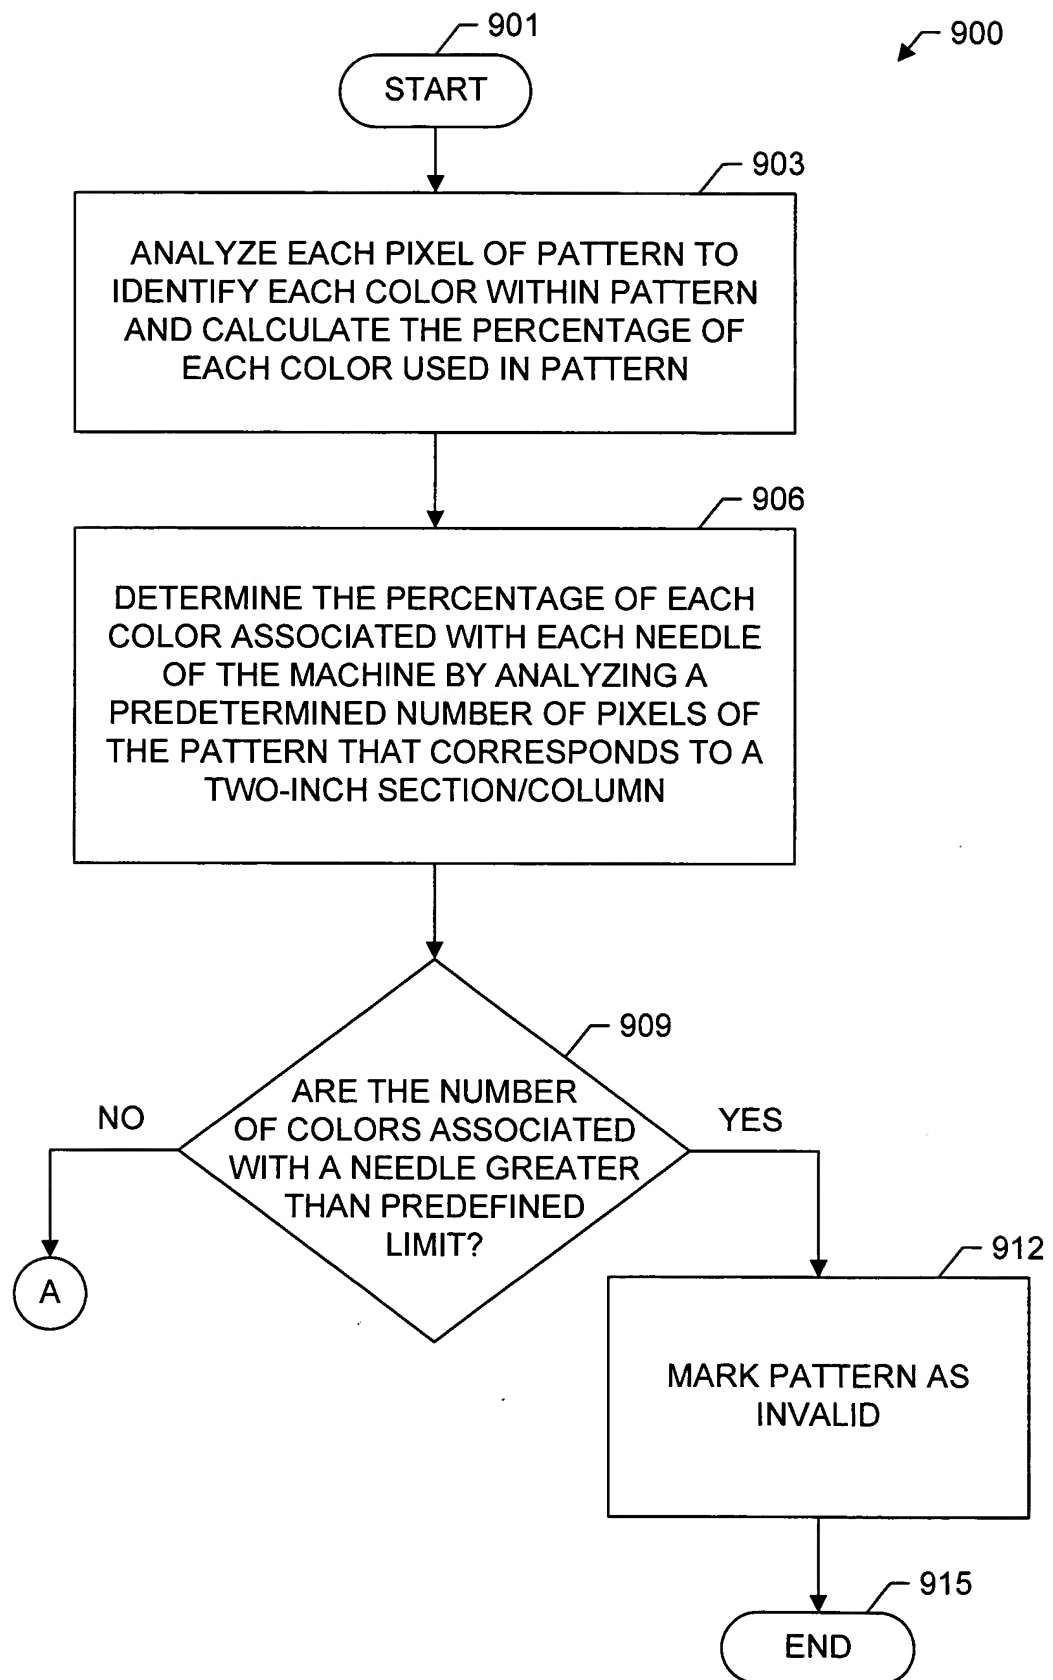 901
900
START
903
ANALYZE EACH PIXEL OF PATTERN TO
IDENTIFY EACH COLOR WITHIN PATTERN
AND CALCULATE THE PERCENTAGE OF
EACH COLOR USED IN PATTERN
906
DETERMINE THE PERCENTAGE OF EACH
COLOR ASSOCIATED WITH EACH NEEDLE
OF THE MACHINE BY ANALYZING A
PREDETERMINED NUMBER OF PIXELS OF
THE PATTERN THAT CORRESPONDS TO A
TWO-INCH SECTION/COLUMN
909
ARE THE NUMBER
OF COLORS ASSOCIATED
WITH A NEEDLE GREATER
THAN PREDEFINED
LIMIT?
NO
YES
A
912
MARK PATTERN AS
INVALID
915
END